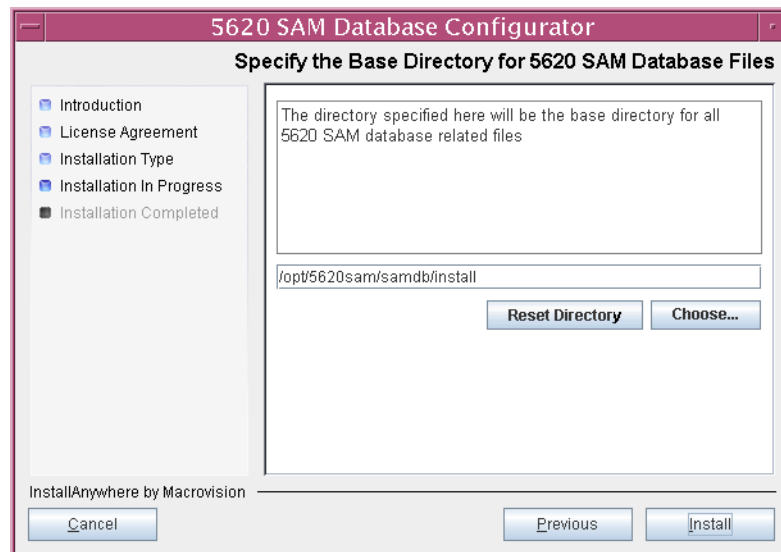 5620 SAM Database Configurator
Specify the Base Directory for 5620 SAM Database Files
Introduction
License Agreement
Installation Type
Installation In Progress
Installation Completed
The directory specified here will be the base directory for all
5620 SAM database related files
/opt/5620sam/samdb/install
Reset Directory
Choose...
InstallAnywhere by Macrovision
Cancel
Previous
Install